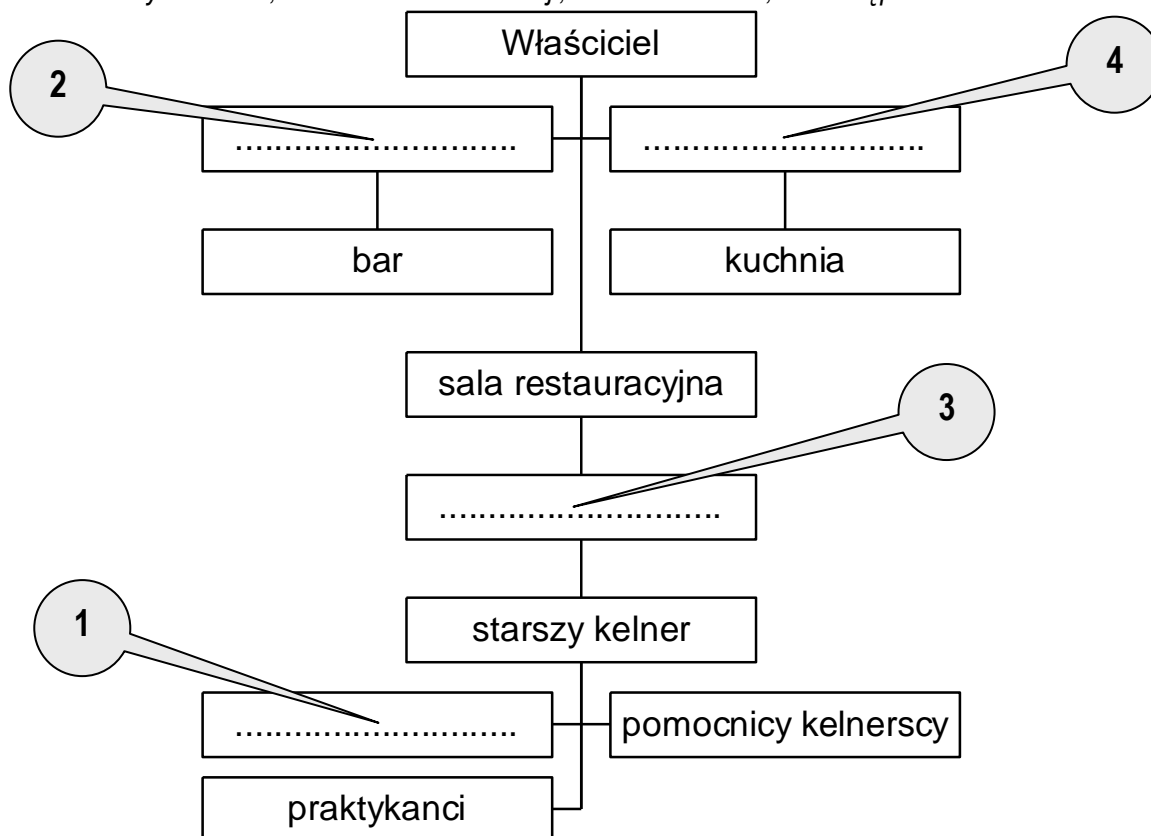 Właściciel
2
4
..............................
..............................
bar
kuchnia
sala restauracyjna
3
..............................
1
starszy kelner
..............................
pomocnicy kelnerscy
praktykanci